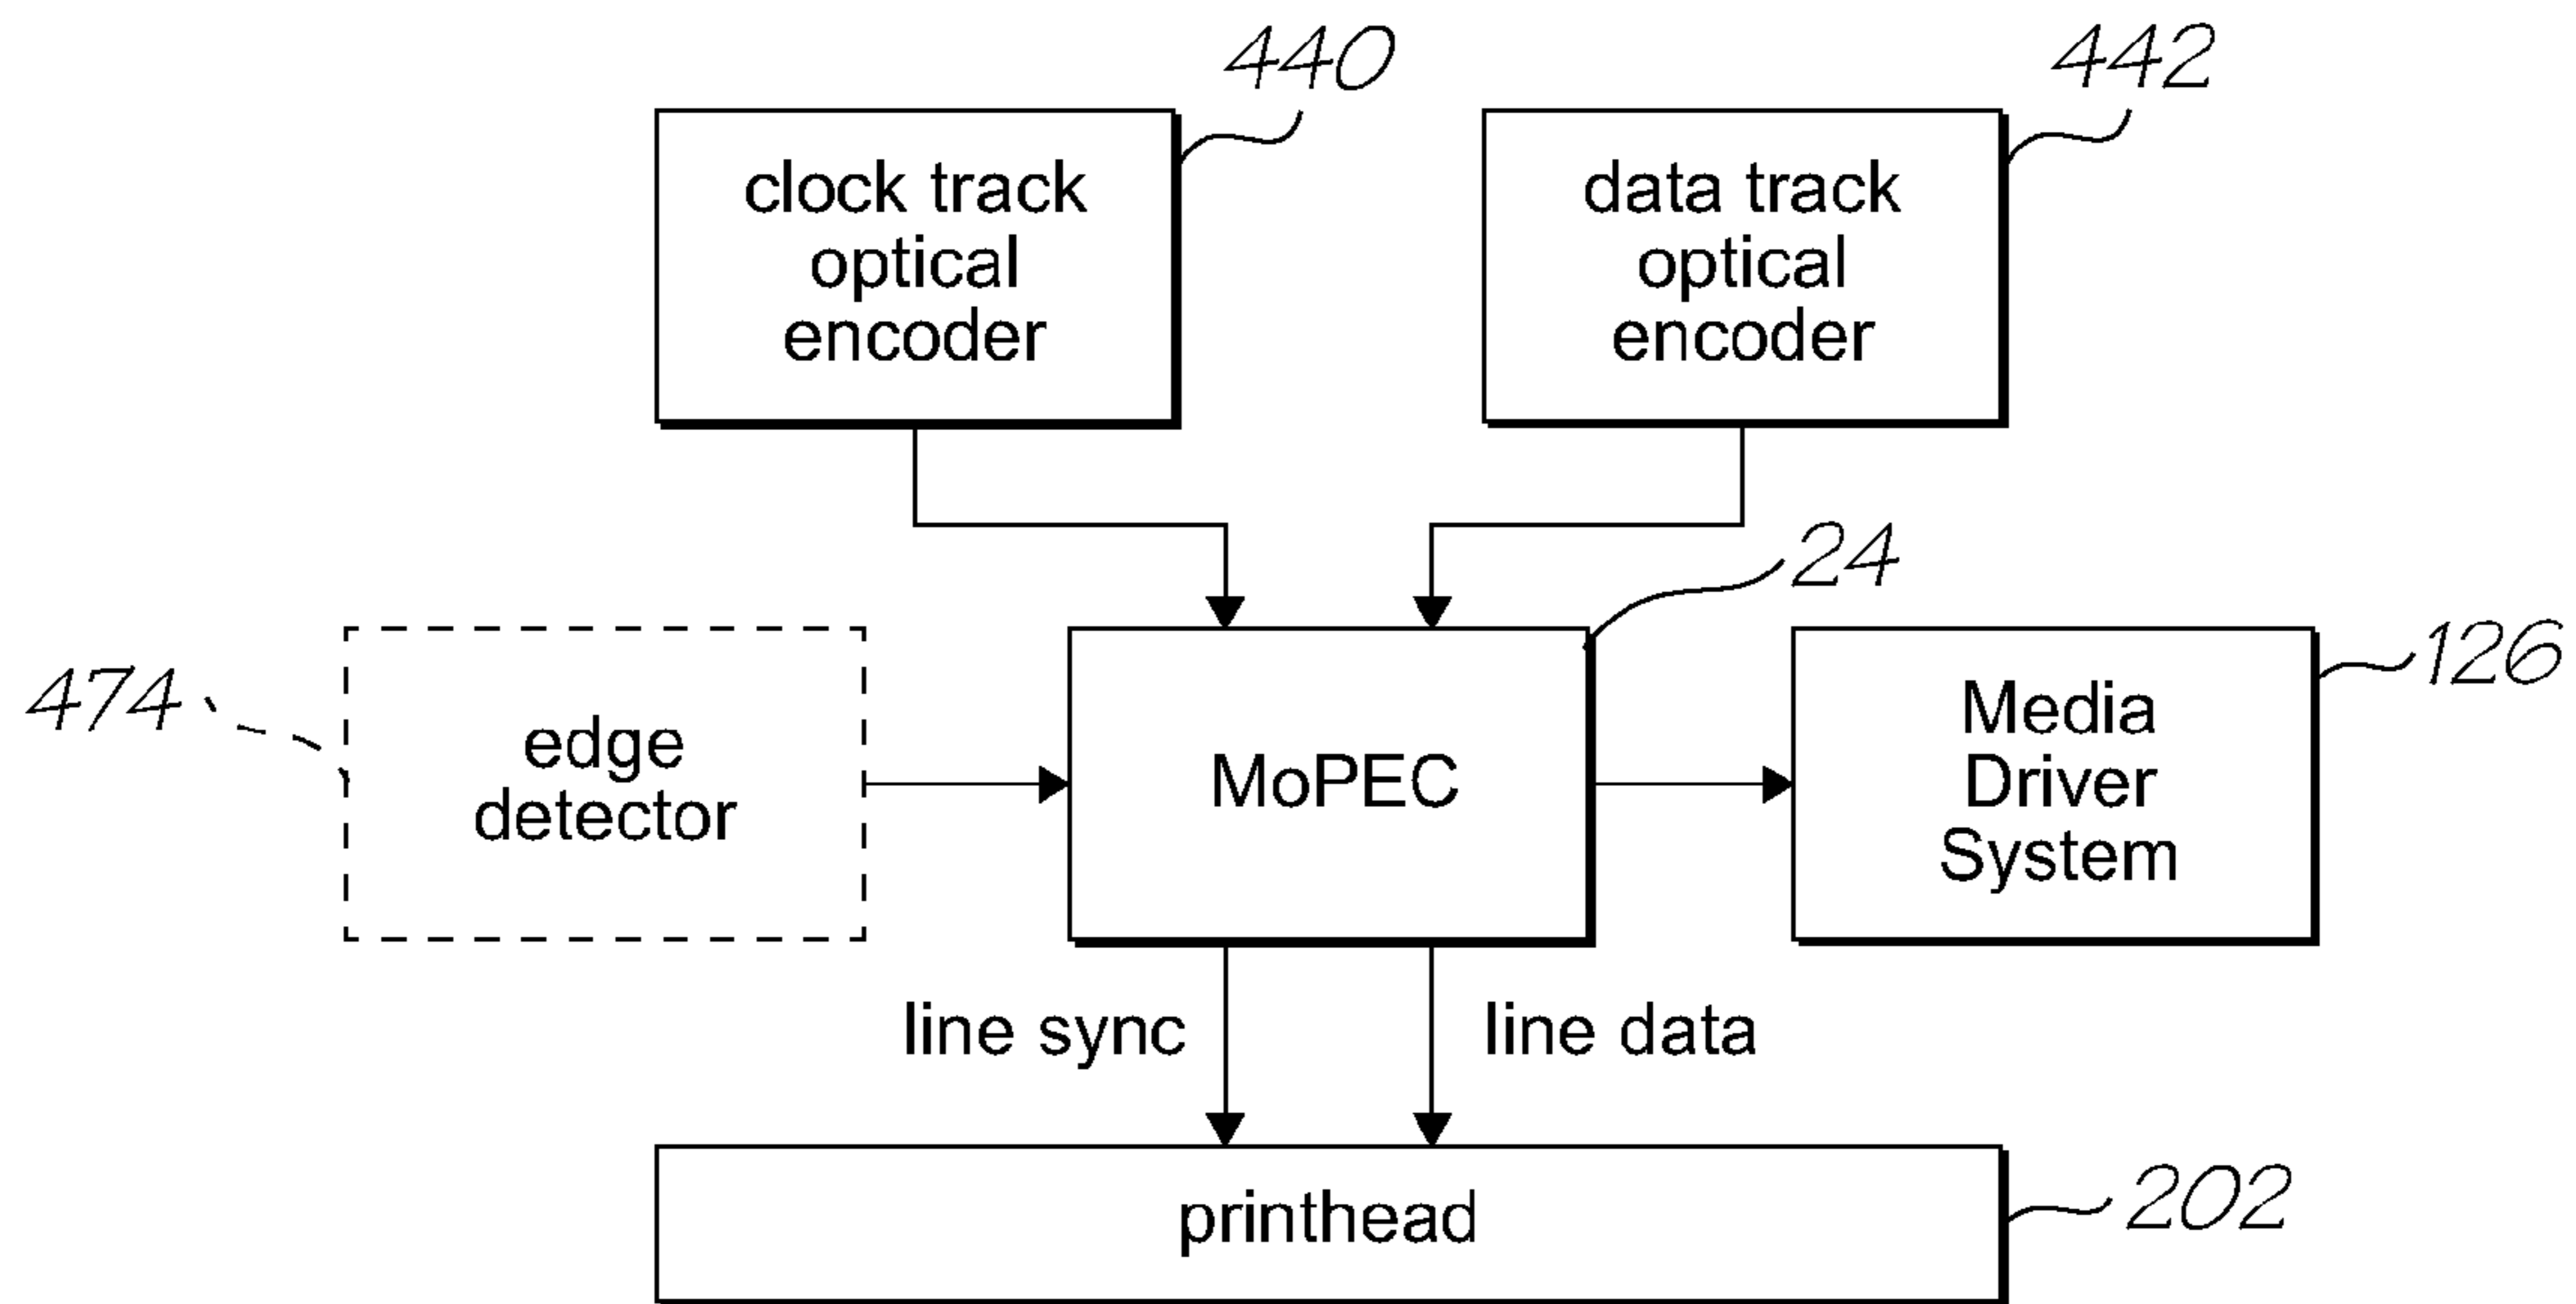 440
442
clock track
optical
encoder
data track
optical
encoder
24
126
474
edge
detector
MoPEC
Media
Driver
System
line sync
line data
printhead
202